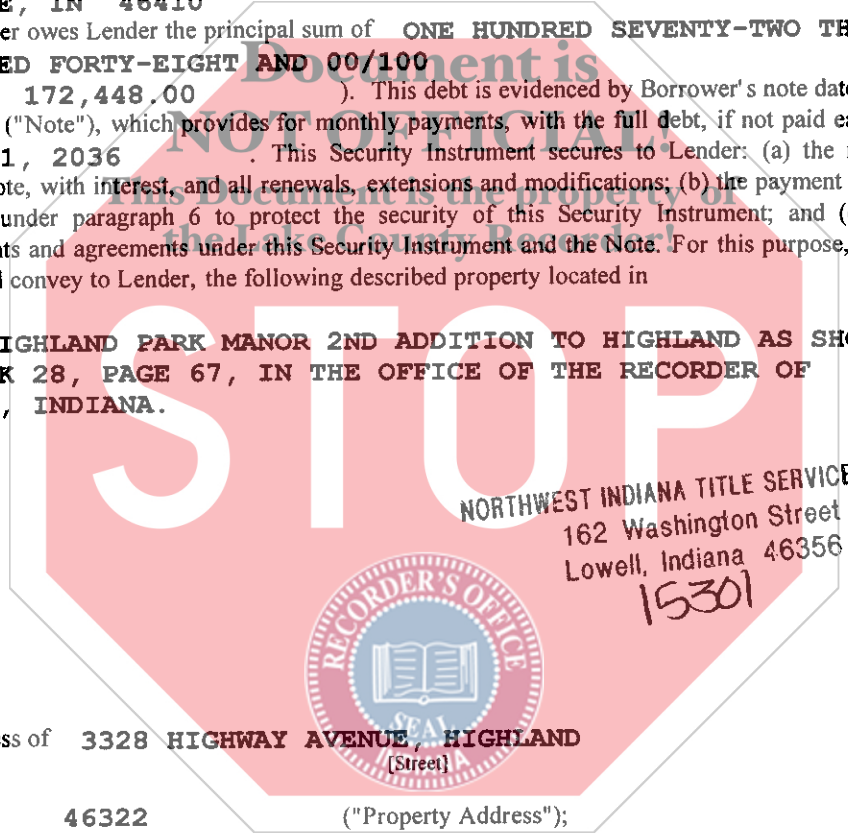 E, IN 46410
er owes Lender the principal sum of ONE HUNDRED SEVENTY-TWO TH
ED FORTY-EIGHT AND 00/100
172,448.00 ). This debt is evidenced by Borrower's note date
("Note"), which provides for monthly payments, with the full debt, if not paid ea
1, 2036 . This Security Instrument secures to Lender: (a) the
ote, with interest, and all renewals, extensions and modifications; (b) the payment
under paragraph 6 to protect the security of this Security Instrument; and (
ts and agreements under this Security Instrument and the Note. For this purpose,
convey to Lender, the following described property located in
Document is
NOT OFFICIAL!
This Document is the property of
the Lake County Recorder!
IGHLAND PARK MANOR 2ND ADDITION TO HIGHLAND AS SHO
K 28, PAGE 67, IN THE OFFICE OF THE RECORDER OF
, INDIANA.
STOP
NORTHWEST INDIANA TITLE SERVICE
162 Washington Street
Lowell, Indiana 46356
15301
RECORDER'S OFFICE
SEAL
INDIANA
ss of 3328 HIGHWAY AVENUE, HIGHLAND
[Street]
46322 ("Property Address");